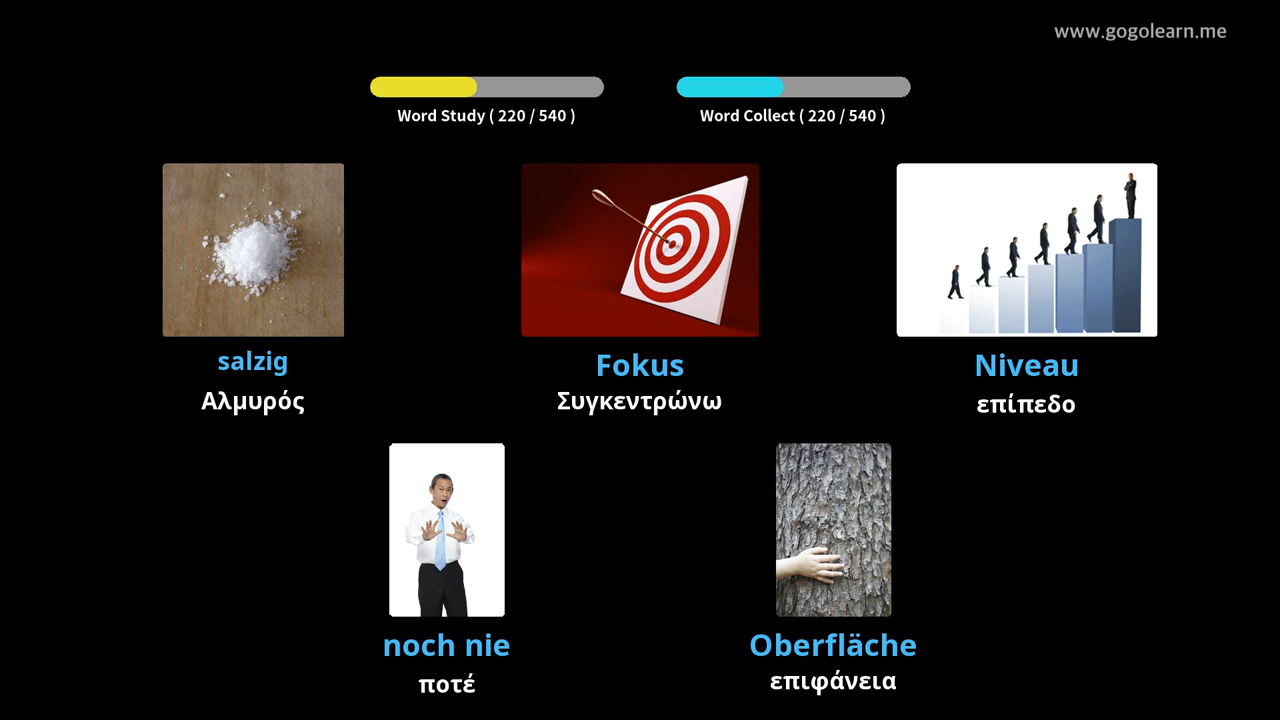 www.gogolearn.me
Word Study ( 220 / 540 )
Word Collect ( 220 / 540 )
salzig
Αλμυρός
Fokus
Συγκεντρώνω
Niveau
επίπεδο
noch nie
ποτέ
Oberfläche
επιφάνεια